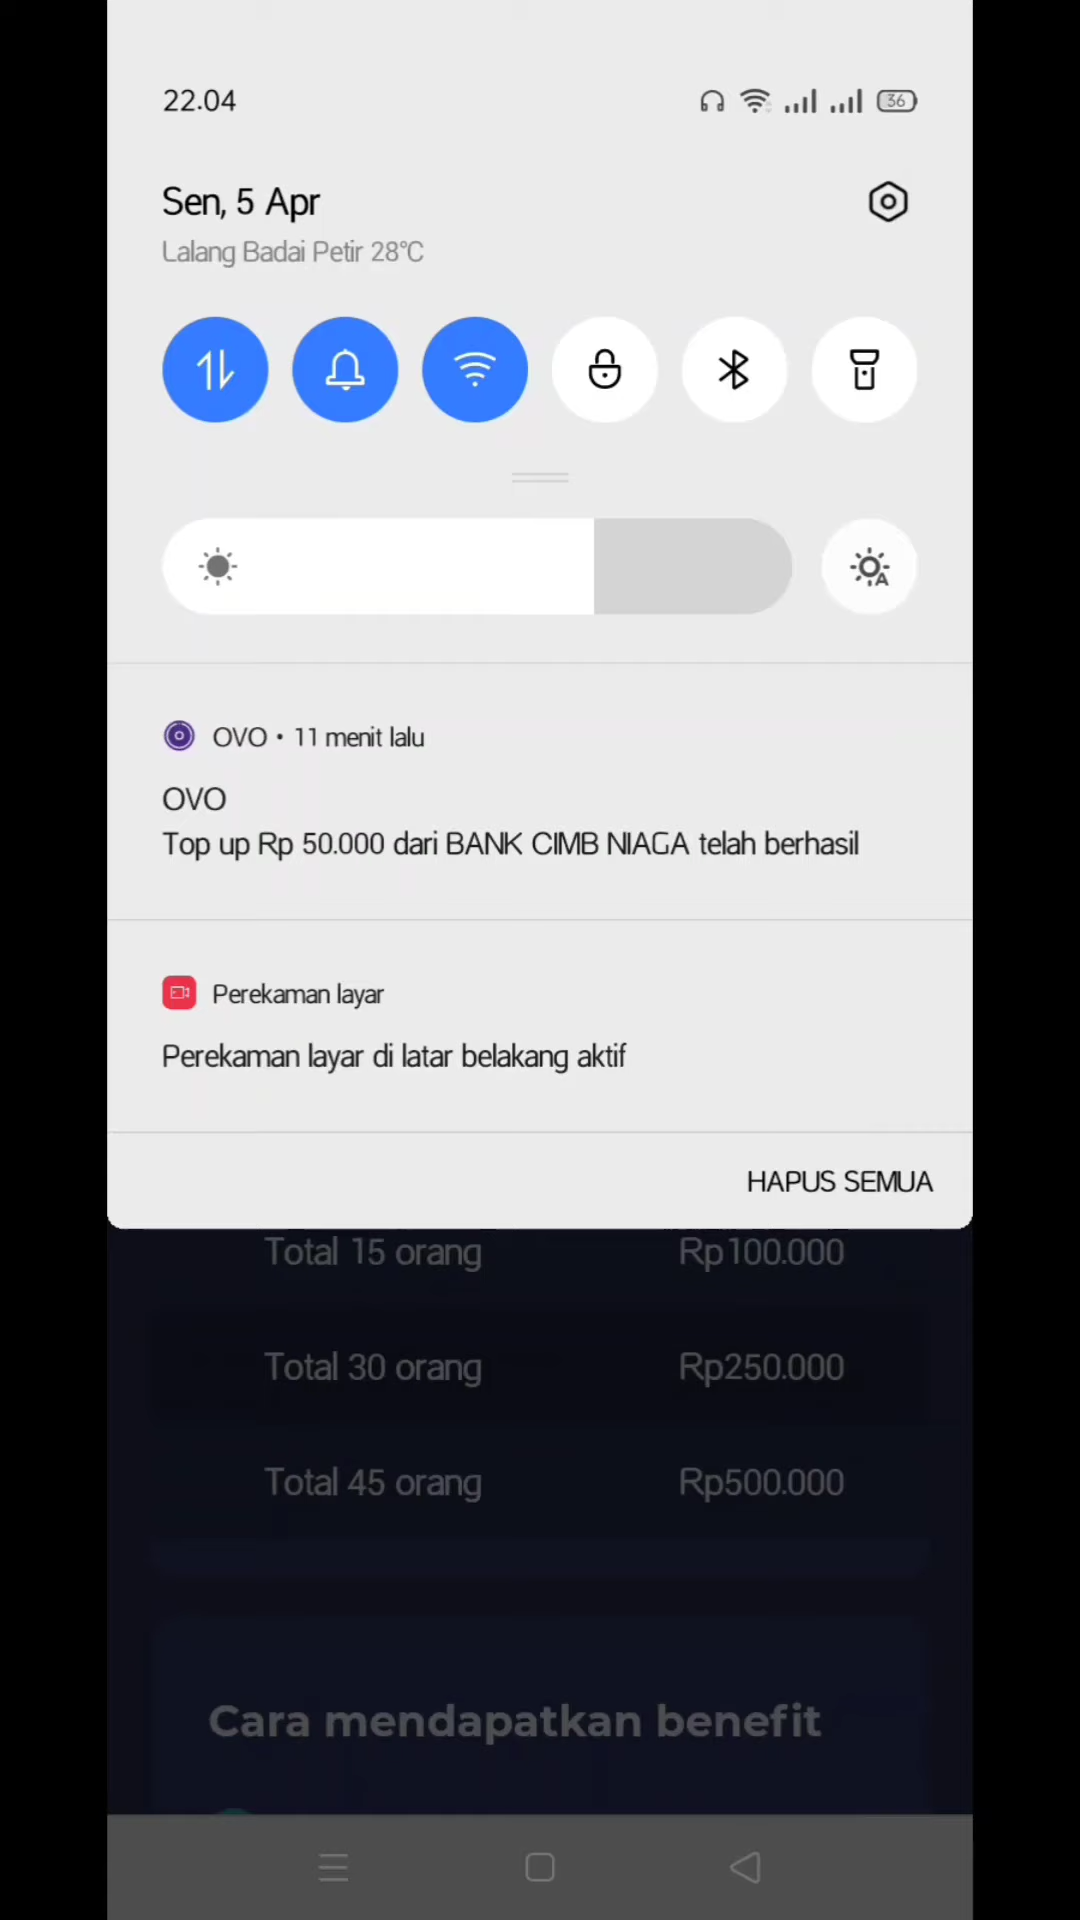 22.04
36
Sen, 5 Apr
Lalang Badai Petir 28°C
A
OVO • 11 menit lalu
OVO
Top up Rp 50.000 dari BANK CIMB NIAGA telah berhasil
Perekaman layar
Perekaman layar di latar belakang aktif
HAPUS SEMUA
Total 15 orang Rp100.000
Total 30 orang Rp250.000
Total 45 orang Rp500.000
Cara mendapatkan benefit